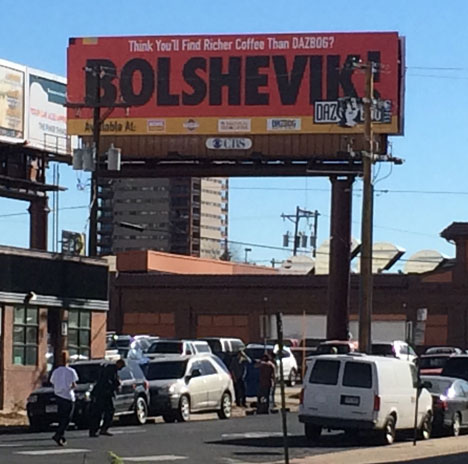 Think You'll Find Richer Coffee Than DAZBOG?
BOLSHEVIK!
DAZBOG
Available At:
DAZBOG
CBS